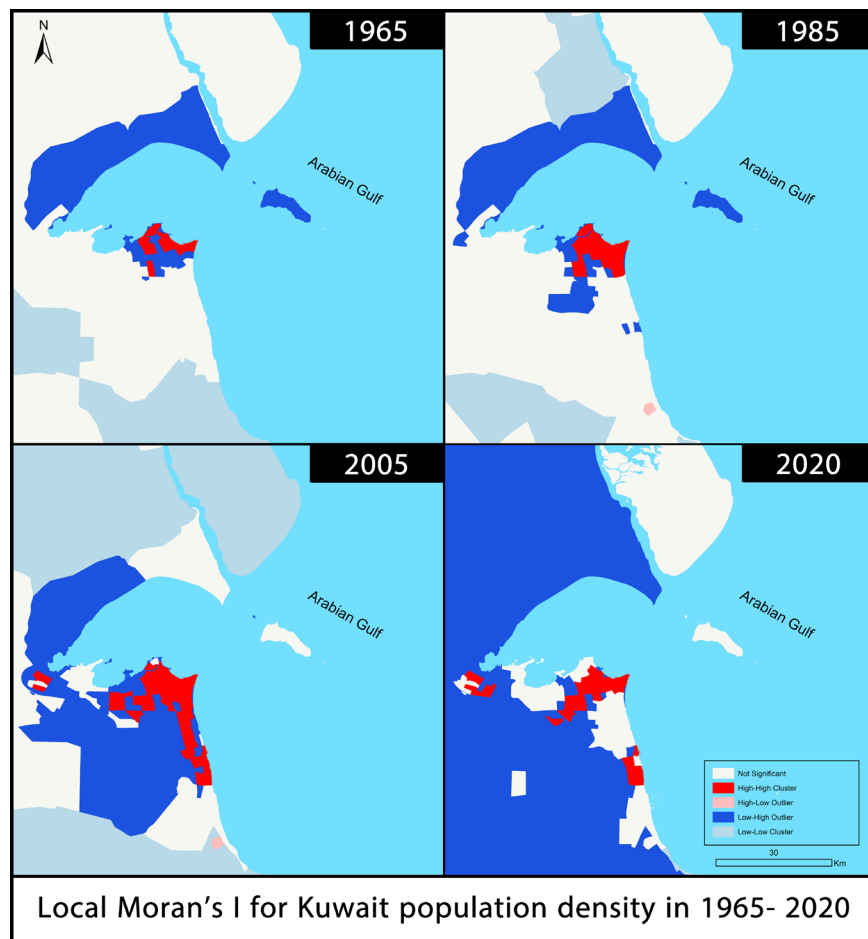 N
1965
1985
Arabian Gulf
Arabian Gulf
2005
2020
Arabian Gulf
Arabian Gulf
Not Significant
High-High Cluster
High-Low Outlier
Low-High Outlier
Low-Low Cluster
30
Km
Local Moran's I for Kuwait population density in 1965- 2020